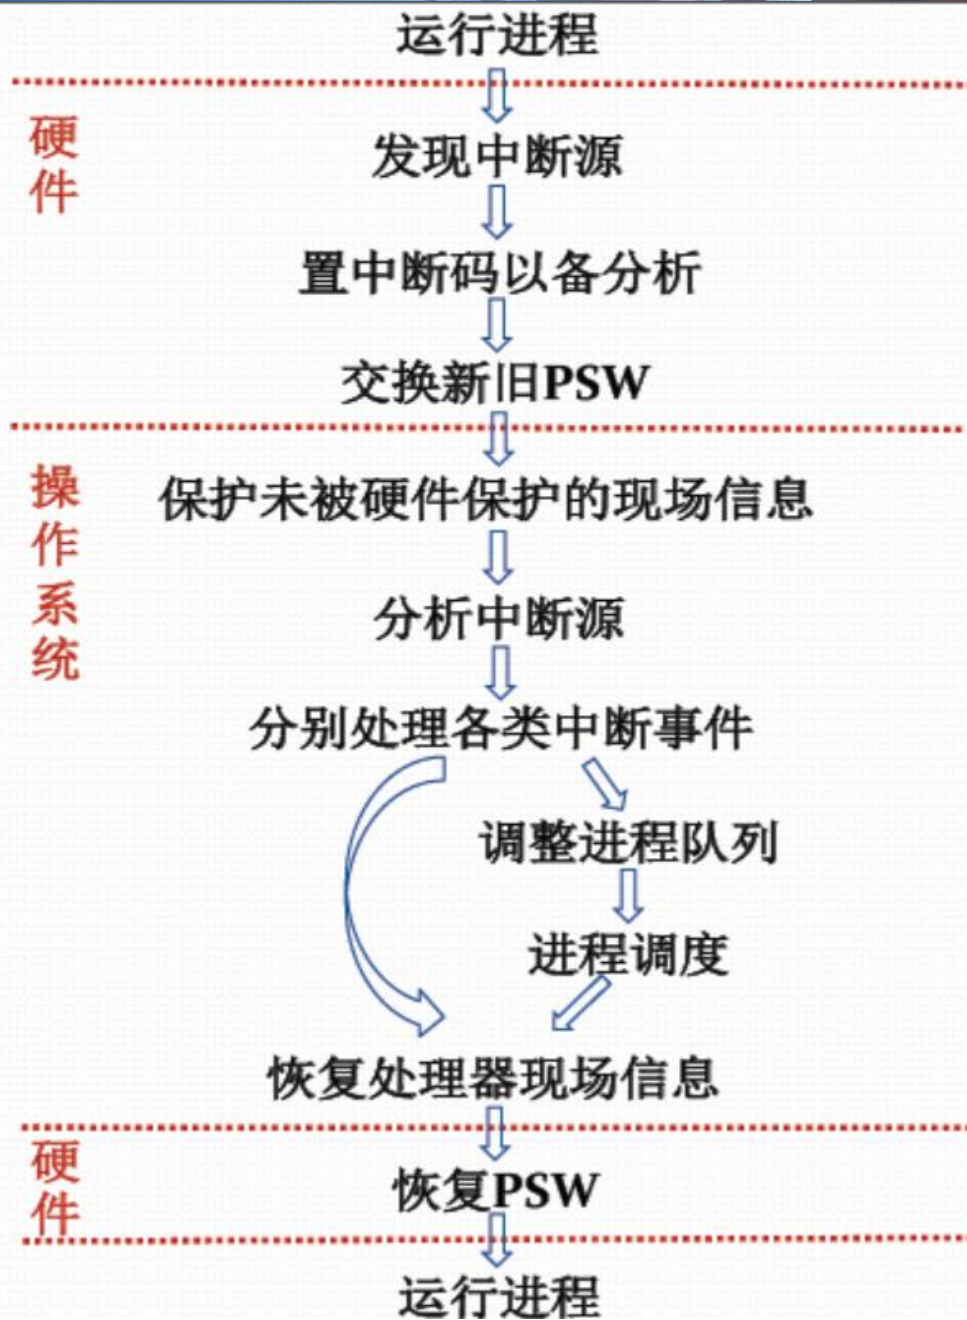 运行进程
硬件
发现中断源
置中断码以备分析
交换新旧PSW
操作系统
保护未被硬件保护的现场信息
分析中断源
分别处理各类中断事件
调整进程队列
进程调度
恢复处理器现场信息
硬件
恢复PSW
运行进程